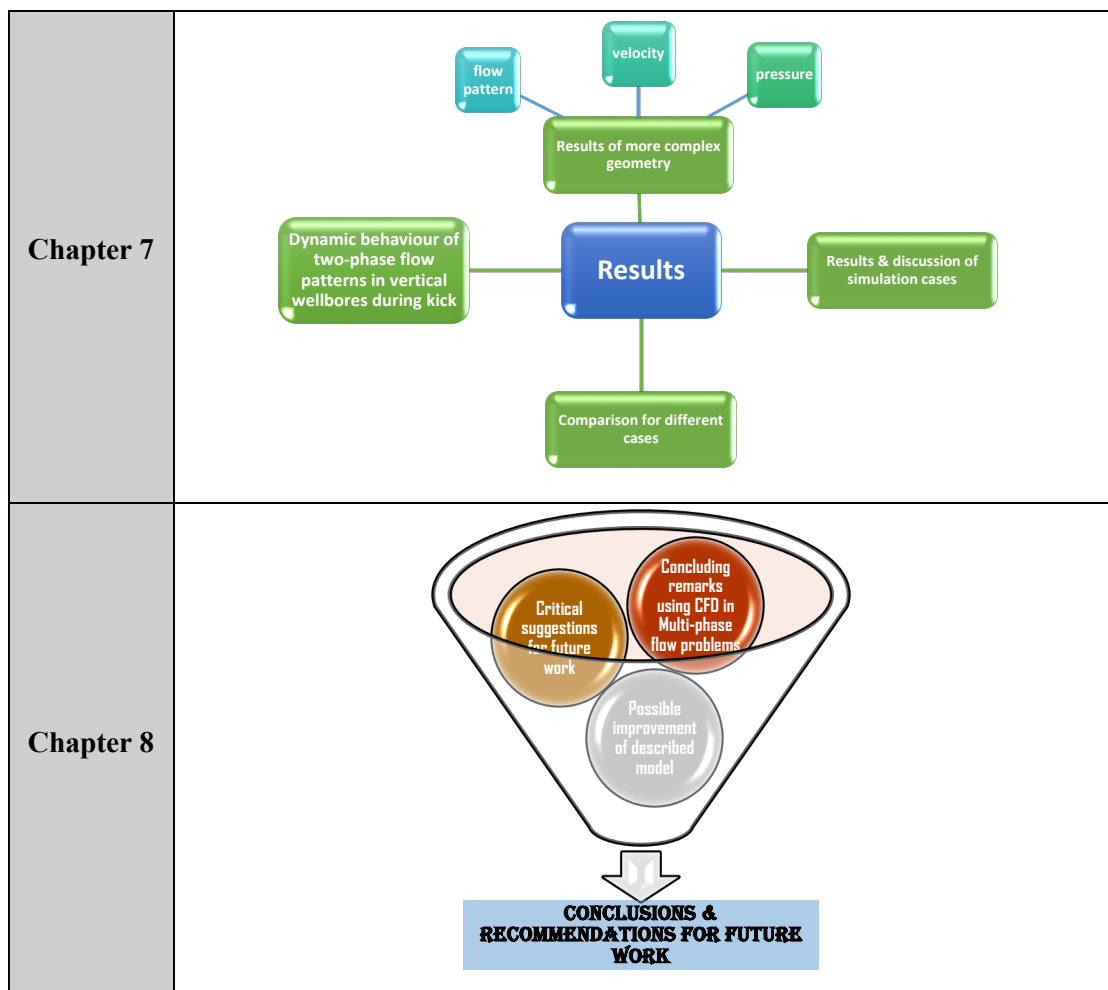 Chapter 7
velocity
flow
pattern
pressure
Results of more complex
geometry
Dynamic behaviour of
two-phase flow
patterns in vertical
wellbores during kick
Results
Results & discussion of
simulation cases
Comparison for different
cases
Chapter 8
Critical
suggestions
for future
work
Concluding
remarks
using CFD in
Multi-phase
flow problems
Possible
improvement
of described
model
CONCLUSIONS &
RECOMMENDATIONS FOR FUTURE
WORK